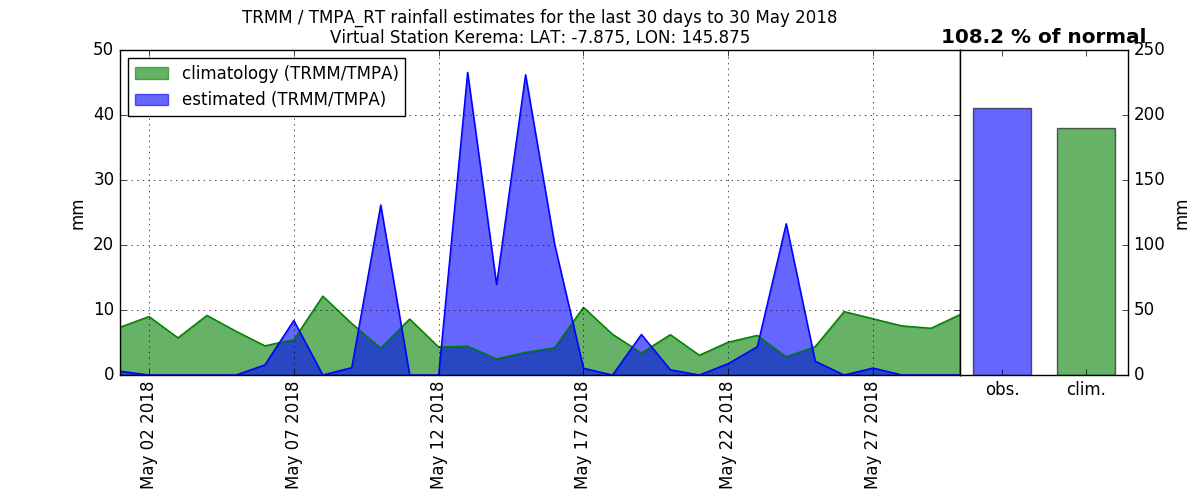 TRMM / TMPA_RT rainfall estimates for the last 30 days to 30 May 2018
Virtual Station Kerema: LAT: -7.875, LON: 145.875
108.2 % of normal
climatology (TRMM/TMPA)
estimated (TRMM/TMPA)
50
40
30
20
10
0
mm
May 02 2018
May 07 2018
May 12 2018
May 17 2018
May 22 2018
May 27 2018
250
200
150
100
50
0
mm
obs.
clim.